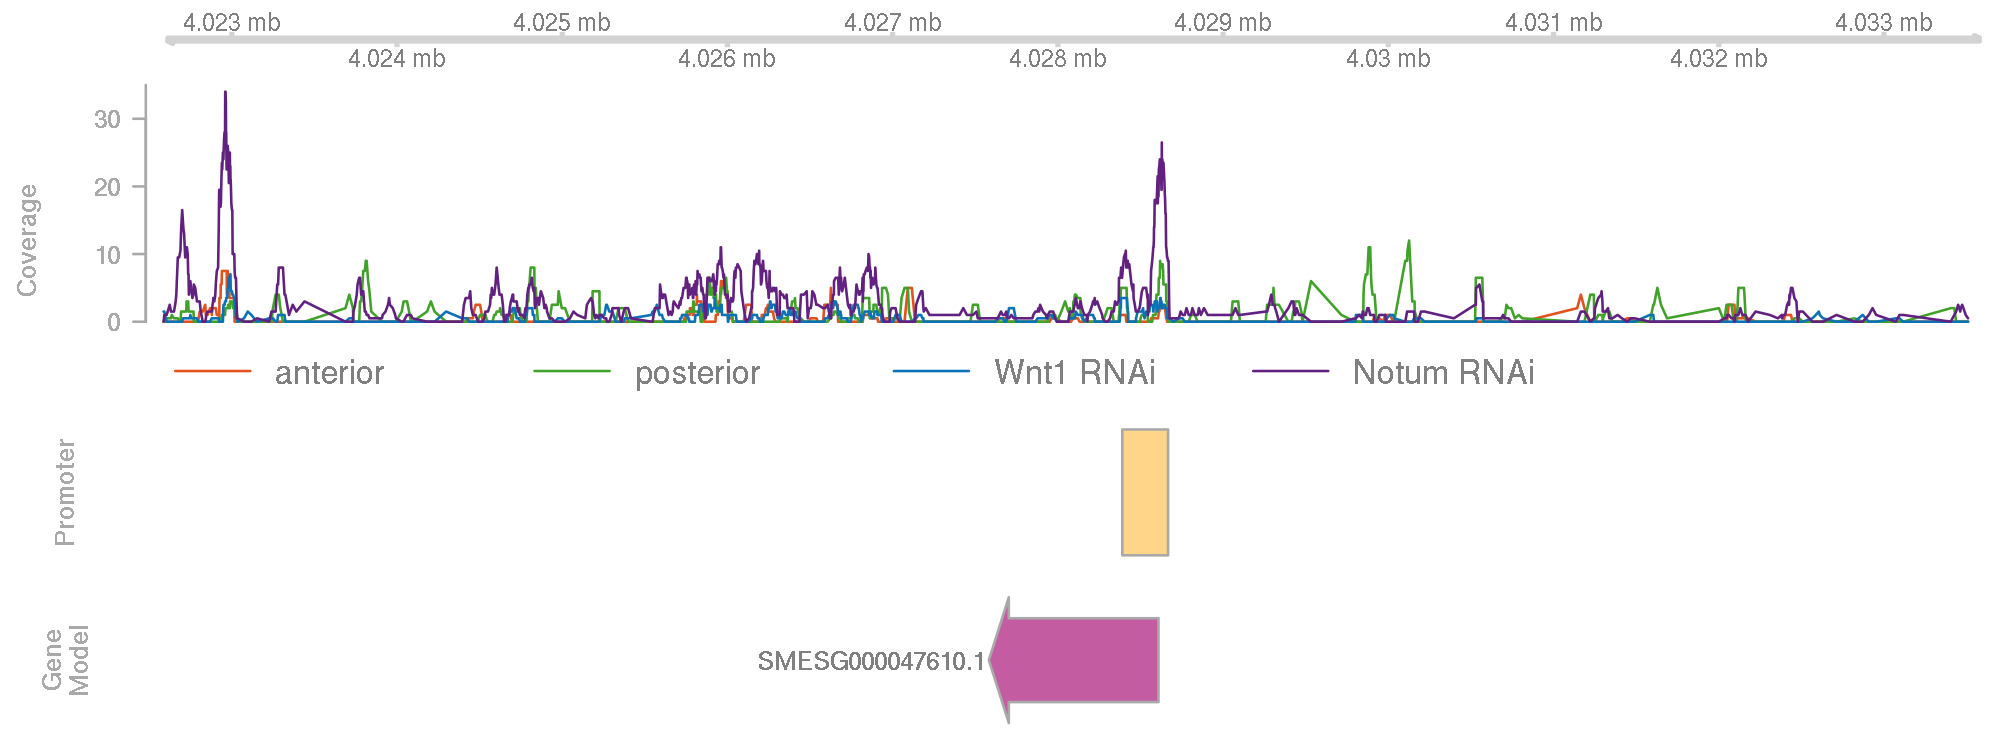 4.023 mb 4.025 mb 4.027 mb 4.029 mb 4.031 mb 4.033 mb
4.024 mb 4.026 mb 4.028 mb 4.03 mb 4.032 mb
Coverage
30
20
10
0
anterior posterior Wnt1 RNAi Notum RNAi
Promoter
Gene
Model
SMESG000047610.1